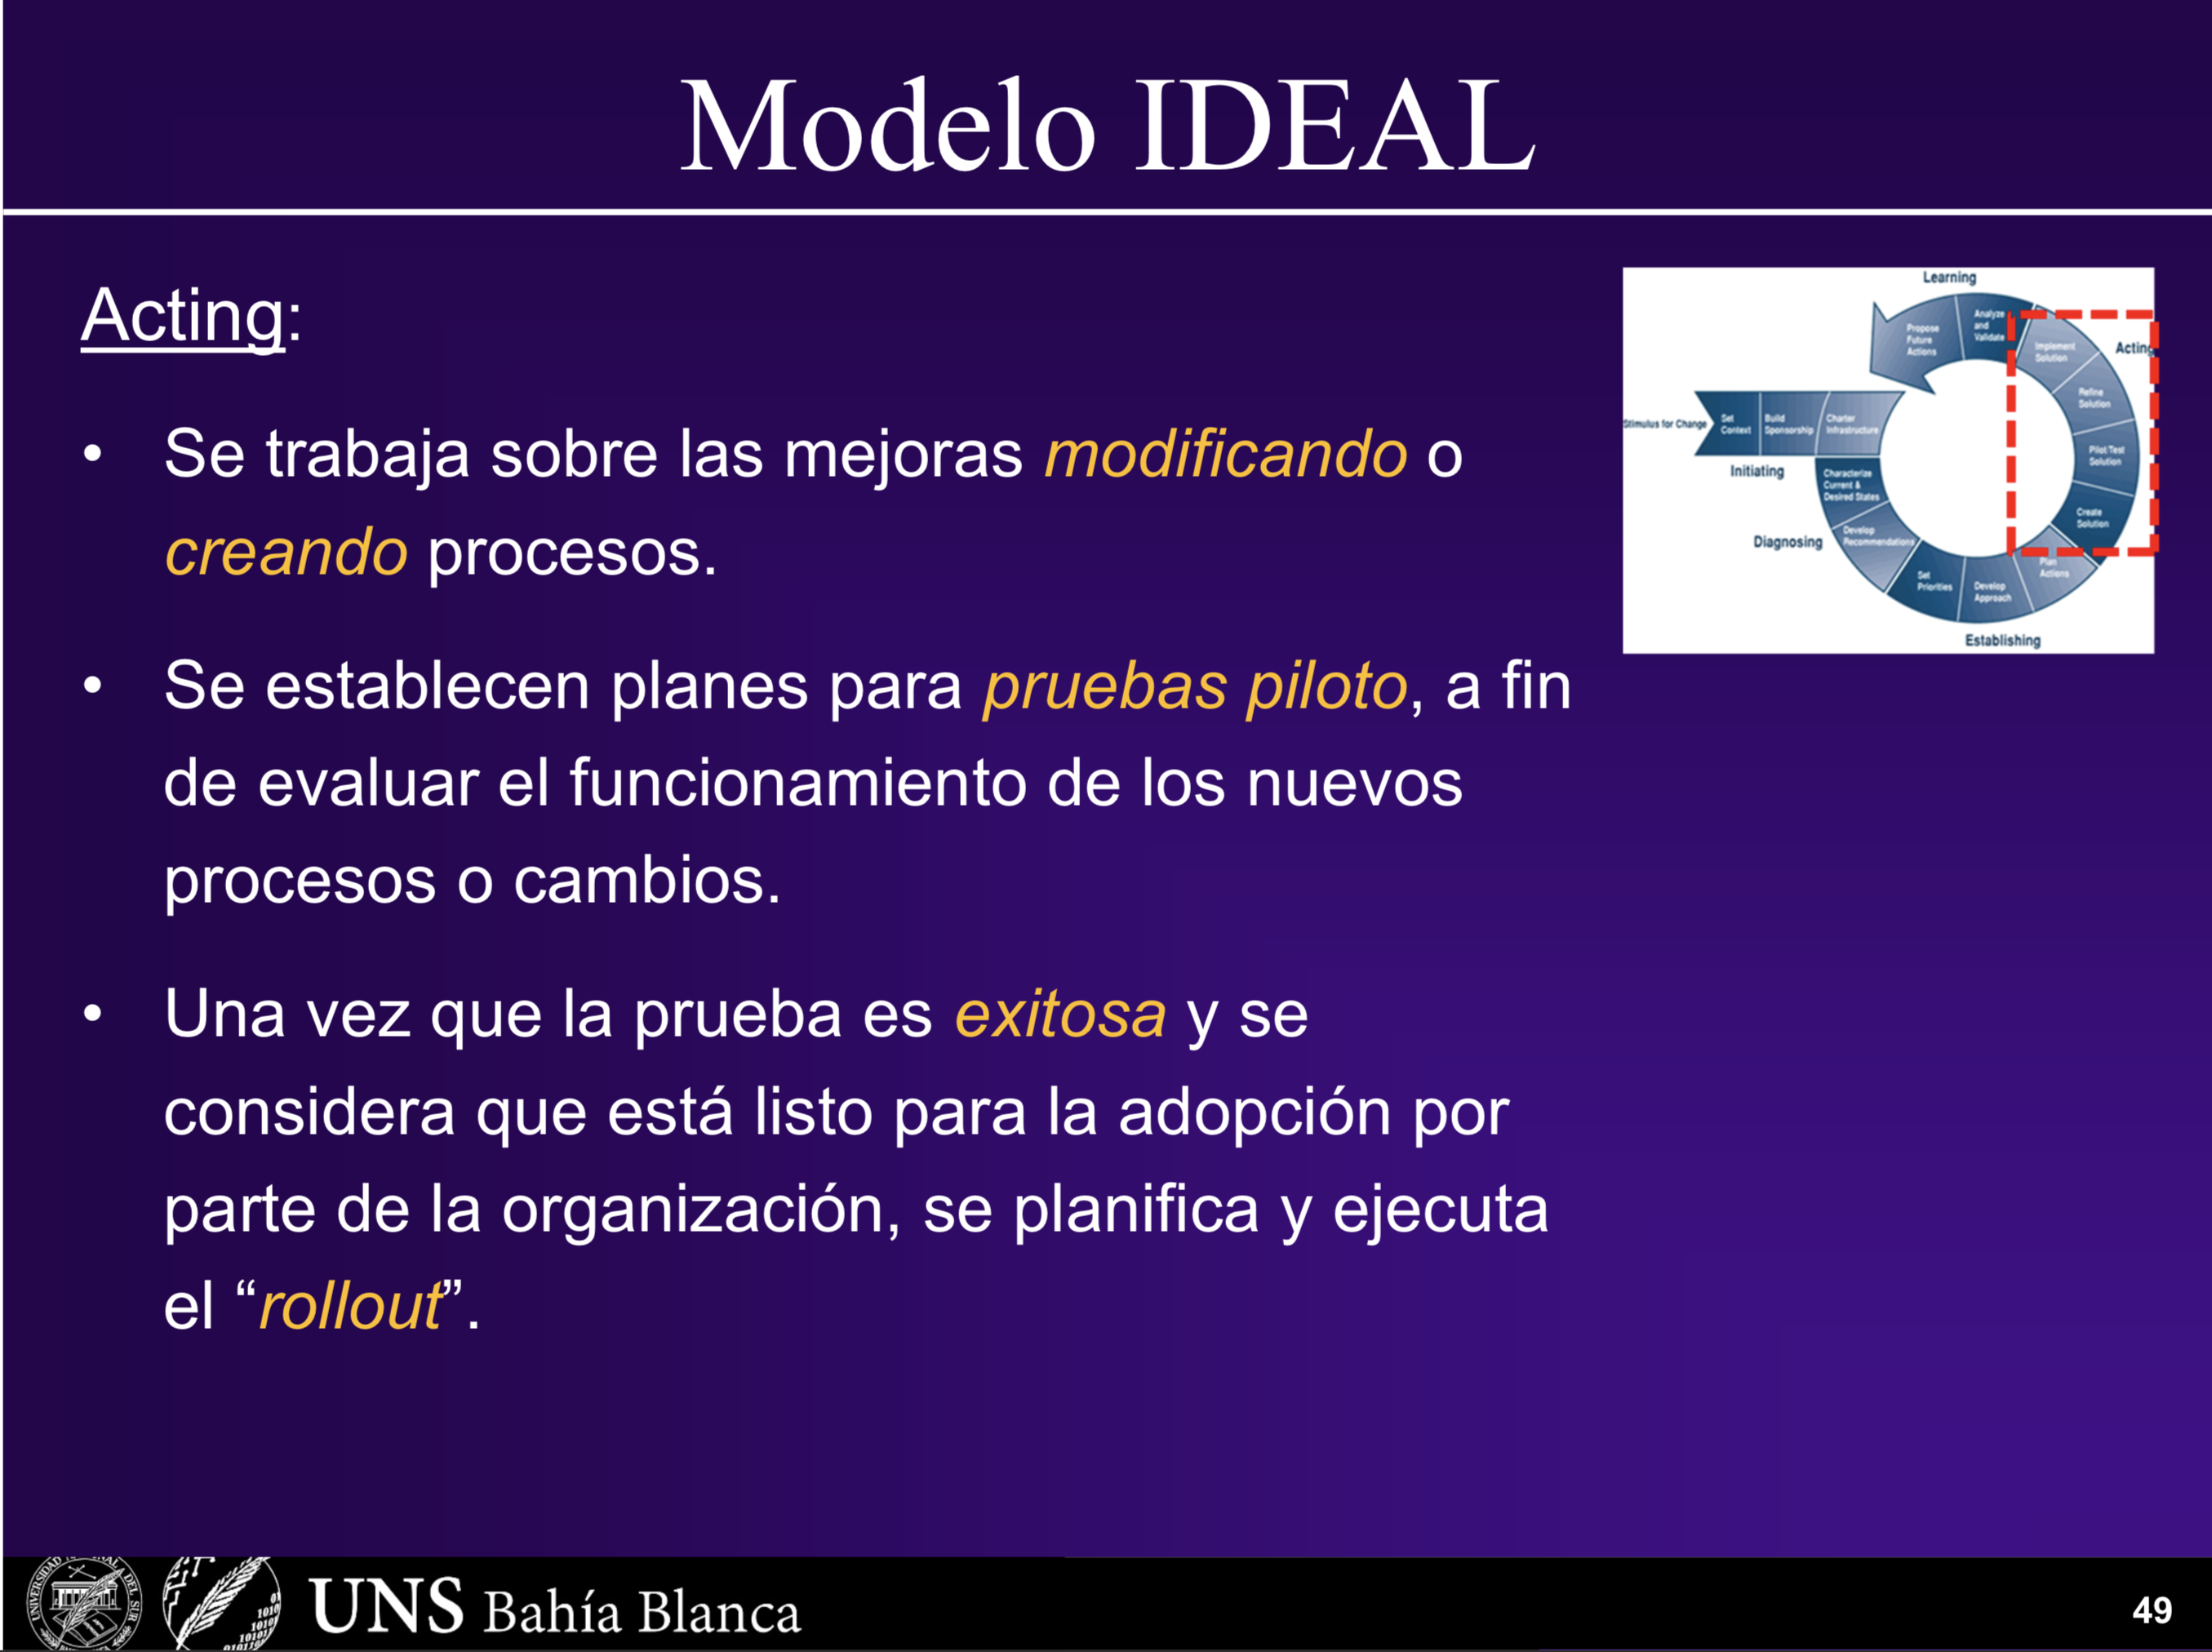 Modelo IDEAL
Acting:
• Se trabaja sobre las mejoras modificando o
creando procesos.
• Se establecen planes para pruebas piloto, a fin
de evaluar el funcionamiento de los nuevos
procesos o cambios.
• Una vez que la prueba es exitosa y se
considera que está listo para la adopción por
parte de la organización, se planifica y ejecuta
el “rollout”.
Learning
Propose
Future
Actions
Analyze
and
Validate
Implement
Solution
Acting
Refine
Solution
Pilot/Test
Solution
Create
Solution
Stimulus for Change
Set
Context
Build
Sponsorship
Charter
Infrastructure
Initiating
Characterize
Current &
Desired States
Diagnosing
Develop
Recommendations
Set
Priorities
Develop
Approach
Plan
Actions
Establishing
UNS Bahía Blanca
49